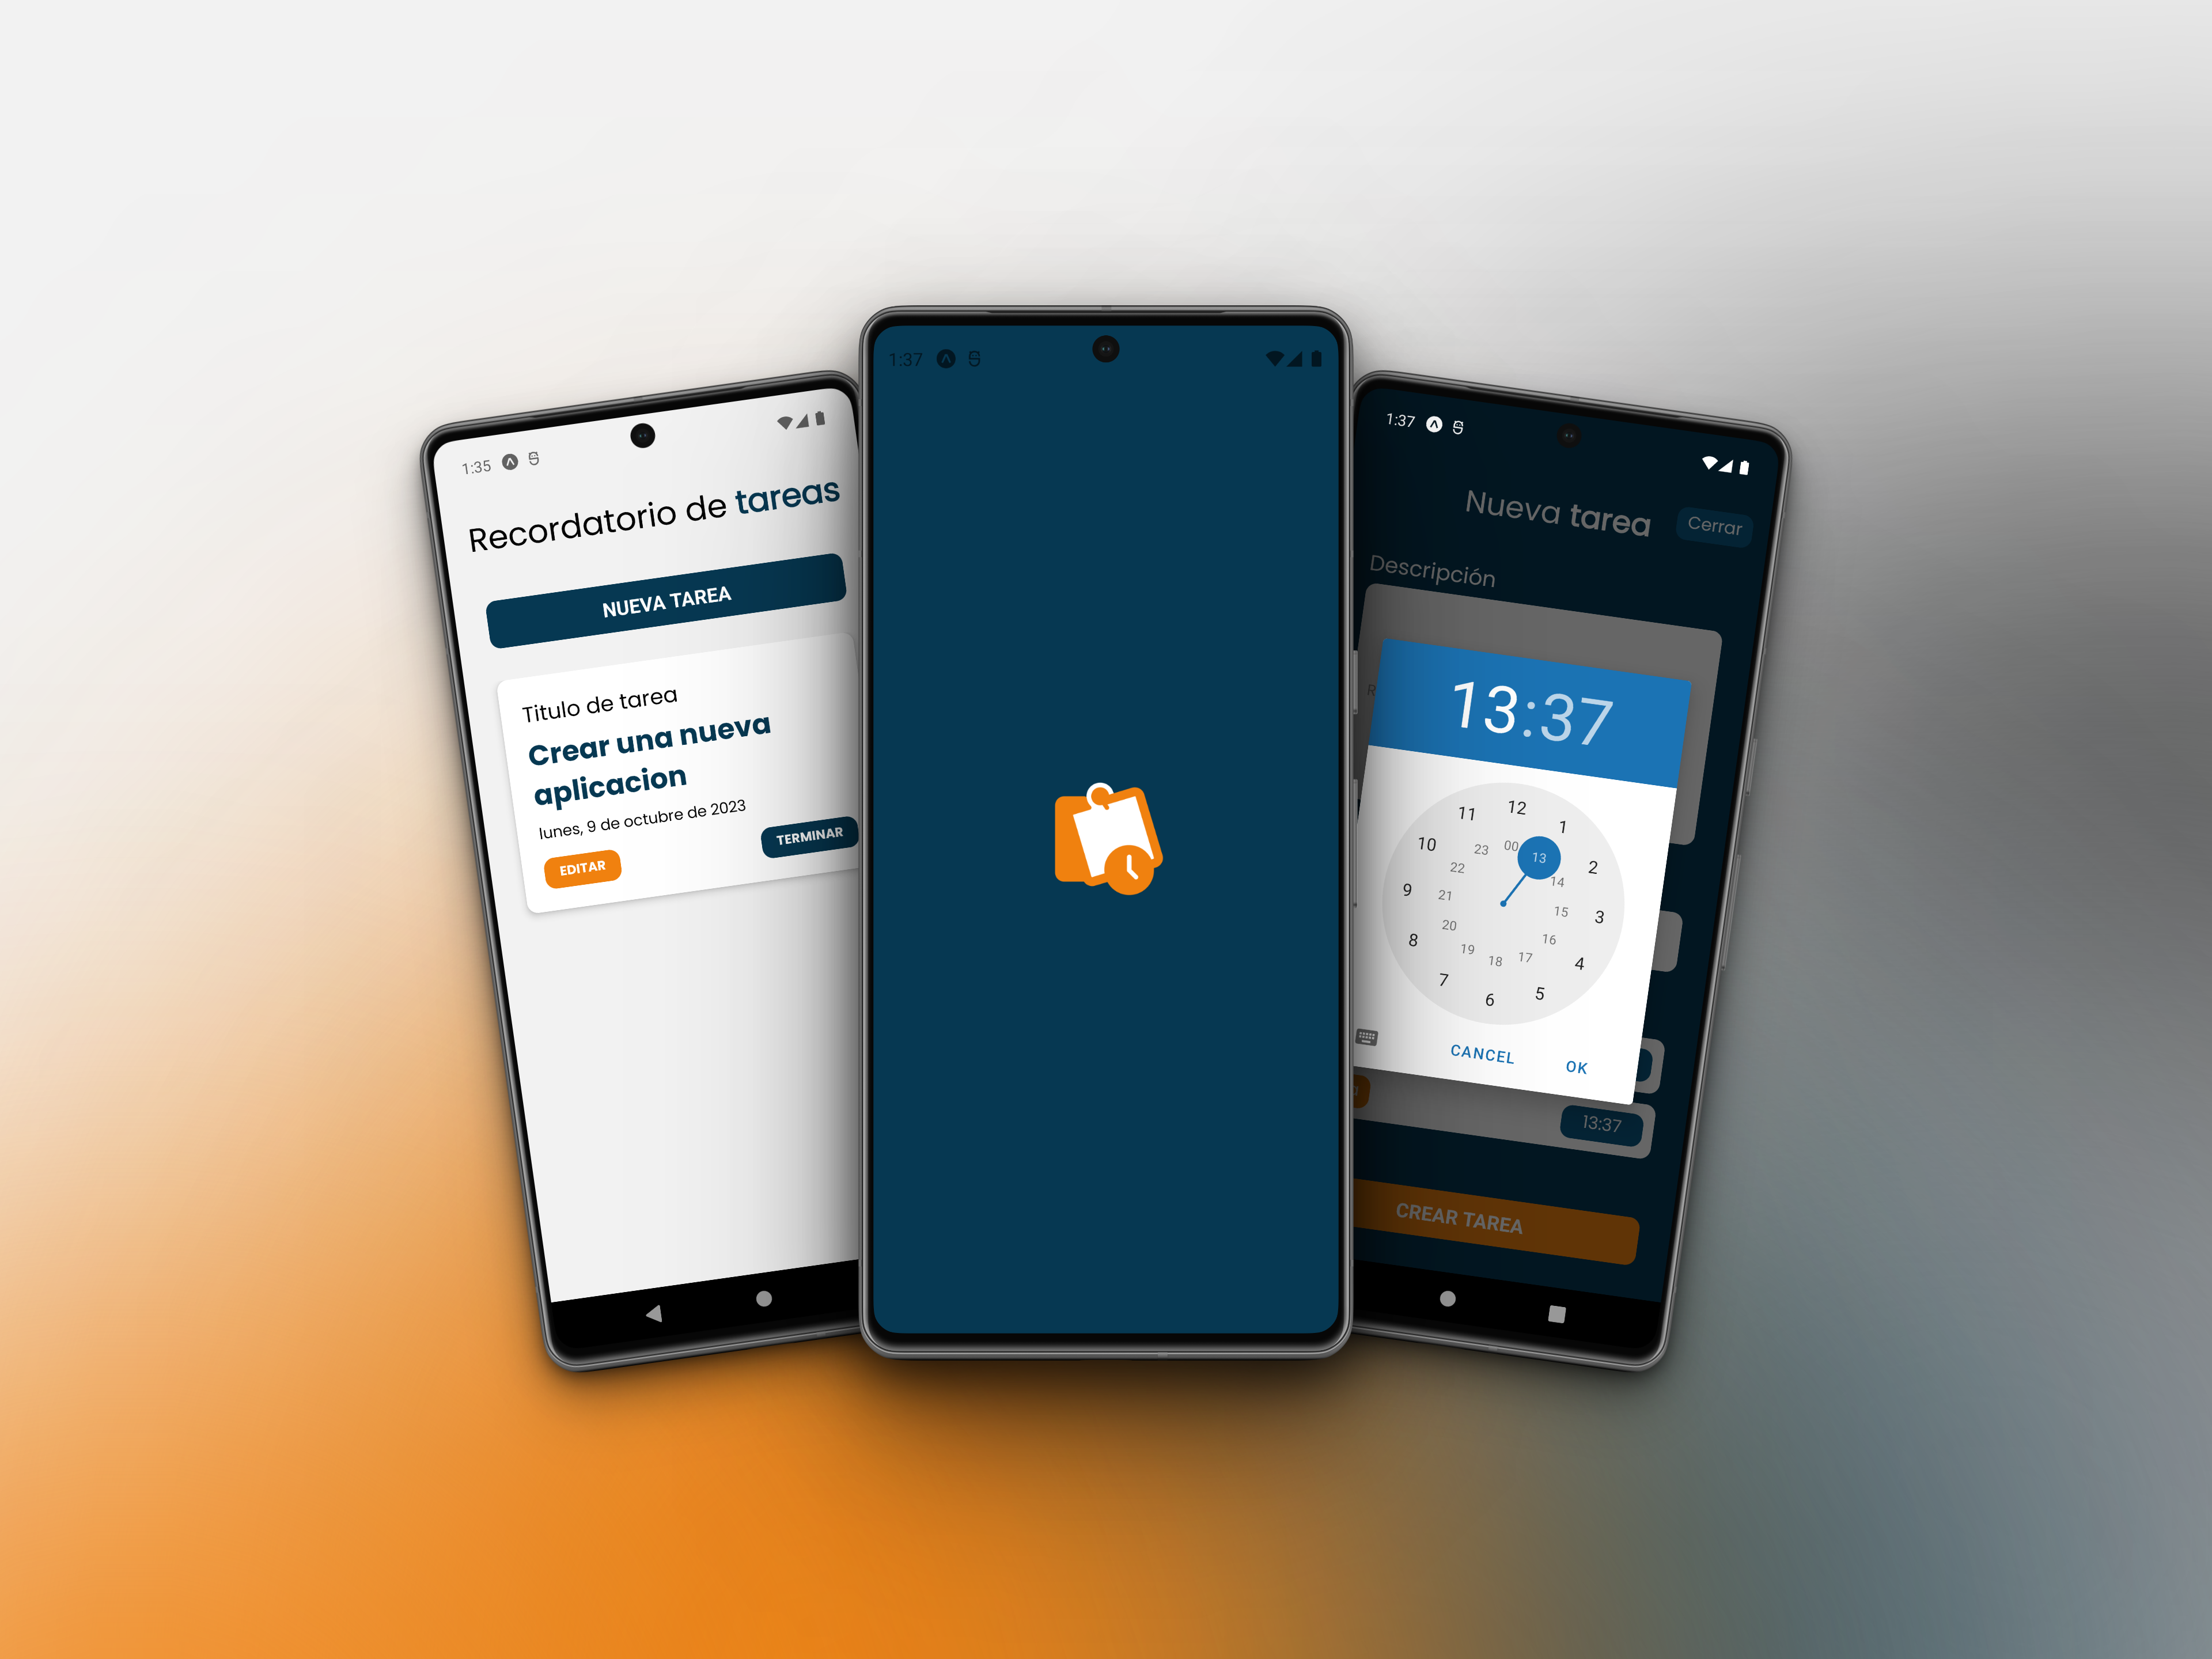 1:35
Recordatorio de tareas
NUEVA TAREA
Titulo de tarea
Crear una nueva
aplicacion
lunes, 9 de octubre de 2023
EDITAR
TERMINAR
1:37
1:37
Nueva tarea
Cerrar
Descripción
R
13:37
12
1
2
3
4
5
6
7
8
9
10
11
00
13
14
15
16
17
18
19
20
21
22
23
CANCEL
OK
13:37
CREAR TAREA